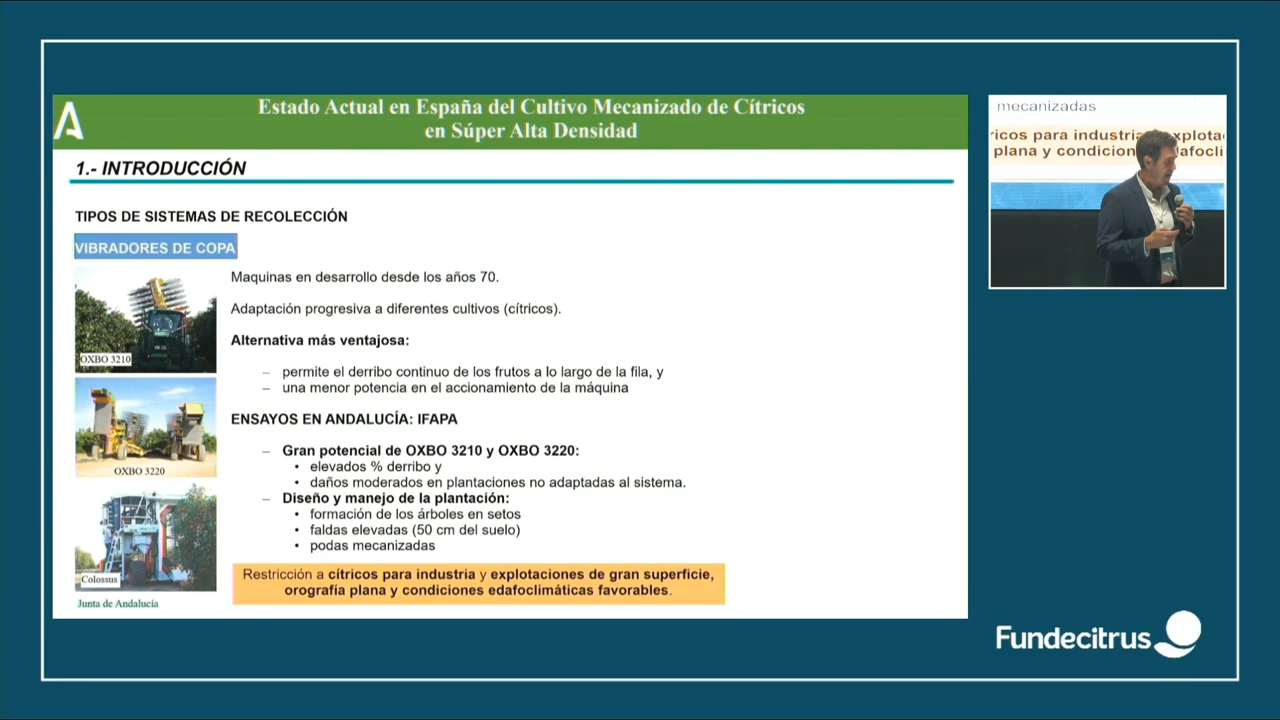 Estado Actual en España del Cultivo Mecanizado de Cítricos
en Súper Alta Densidad
1.- INTRODUCCIÓN
TIPOS DE SISTEMAS DE RECOLECCIÓN
VIBRADORES DE COPA
Maquinas en desarrollo desde los años 70.
Adaptación progresiva a diferentes cultivos (cítricos).
Alternativa más ventajosa:
– permite el derribo continuo de los frutos a lo largo de la fila, y
– una menor potencia en el accionamiento de la máquina
ENSAYOS EN ANDALUCÍA: IFAPA
– Gran potencial de OXBO 3210 y OXBO 3220:
• elevados % derribo y
• daños moderados en plantaciones no adaptadas al sistema.
– Diseño y manejo de la plantación:
• formación de los árboles en setos
• faldas elevadas (50 cm del suelo)
• podas mecanizadas
Restricción a cítricos para industria y explotaciones de gran superficie,
orografía plana y condiciones edafoclimáticas favorables.
OXBO 3210
OXBO 3220
Colossus
Junta de Andalucía
mecanizadas
ricos para industria explota
plana y condicion afocli
Fundecitrus